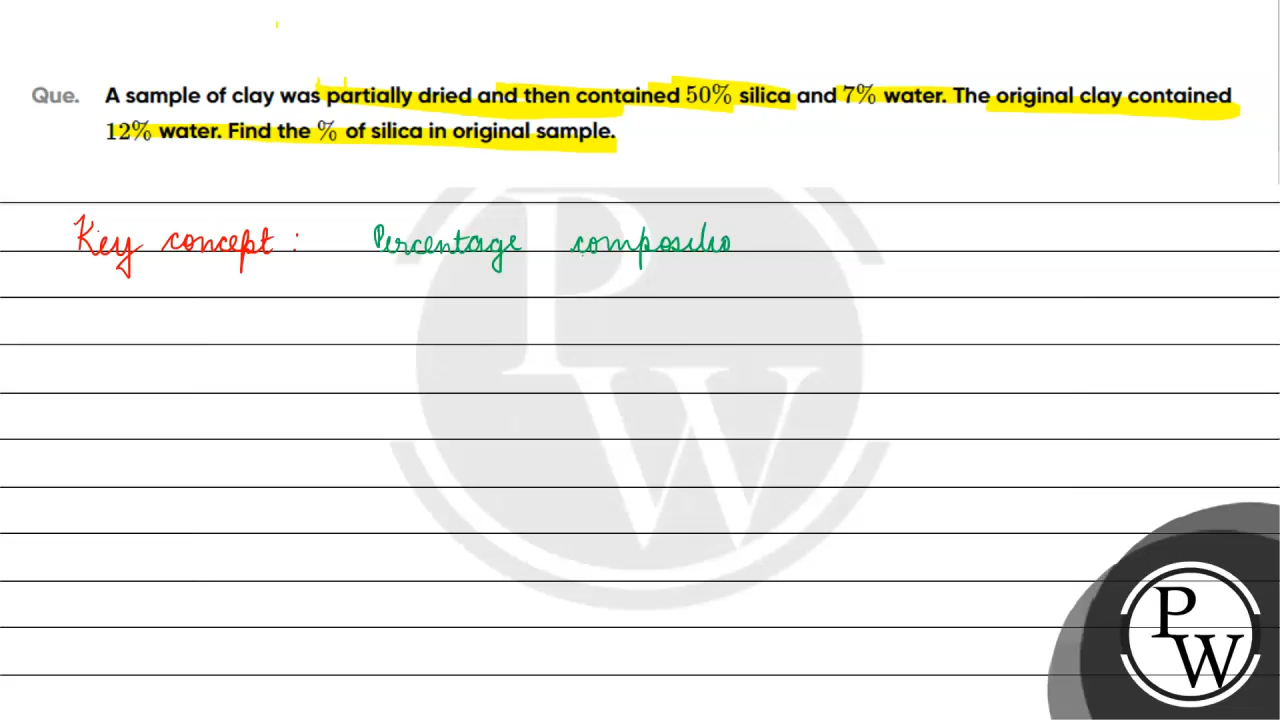 Que. A sample of clay was partially dried and then contained 50% silica and 7% water. The original clay contained
12% water. Find the % of silica in original sample.
Key concept : Percentage compositio
P
W
P
W